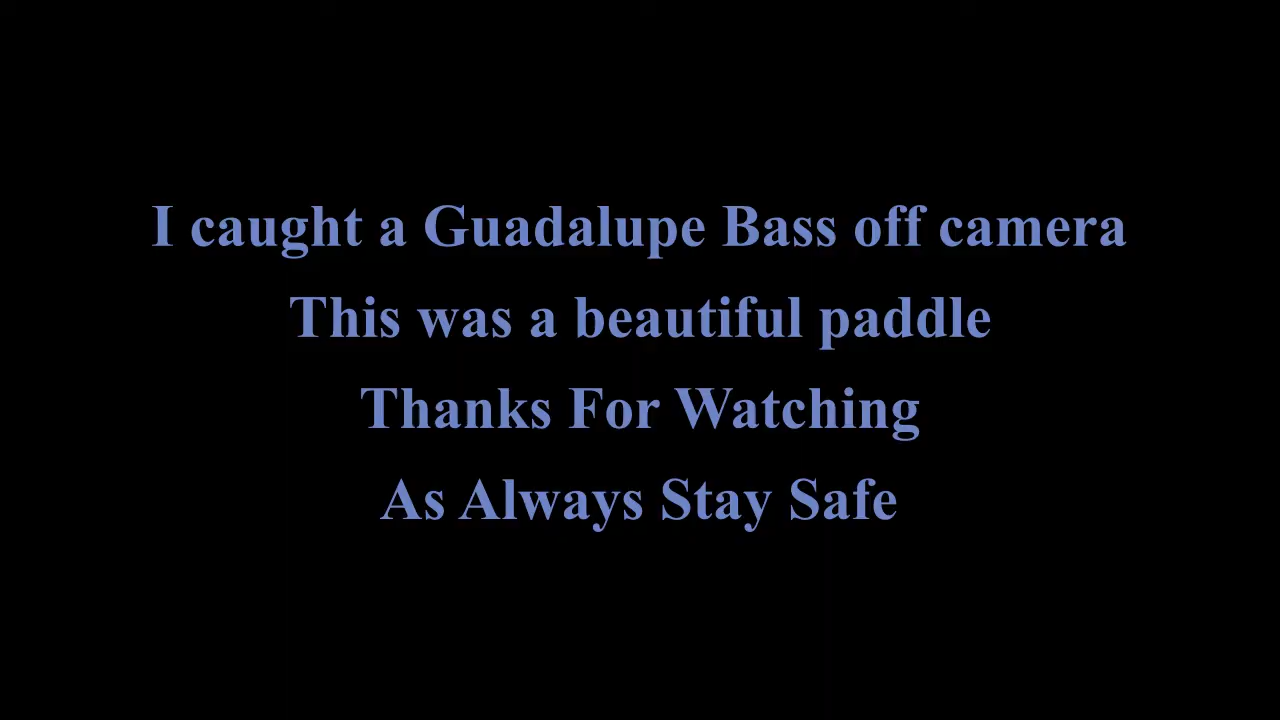 I caught a Guadalupe Bass off camera
This was a beautiful paddle
Thanks For Watching
As Always Stay Safe